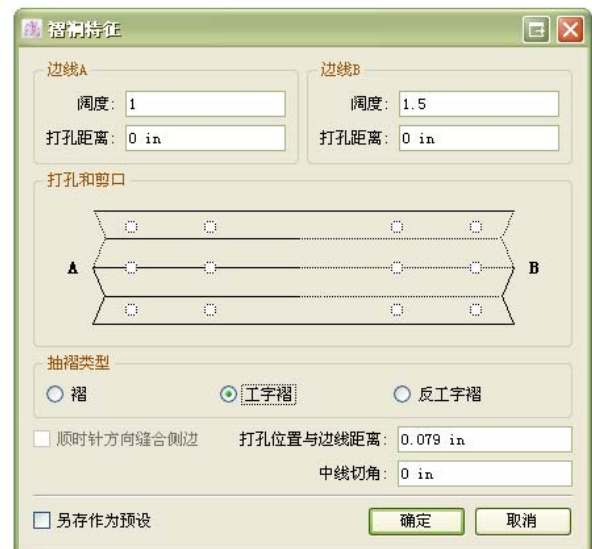 褶裥特征
边线A
边线B
阔度: 1
阔度: 1.5
打孔距离: 0 in
打孔距离: 0 in
打孔和剪口
A
B
抽褶类型
褶
工字褶
反工字褶
顺时针方向缝合侧边
打孔位置与边线距离: 0.079 in
中线切角: 0 in
另存作为预设
确定
取消